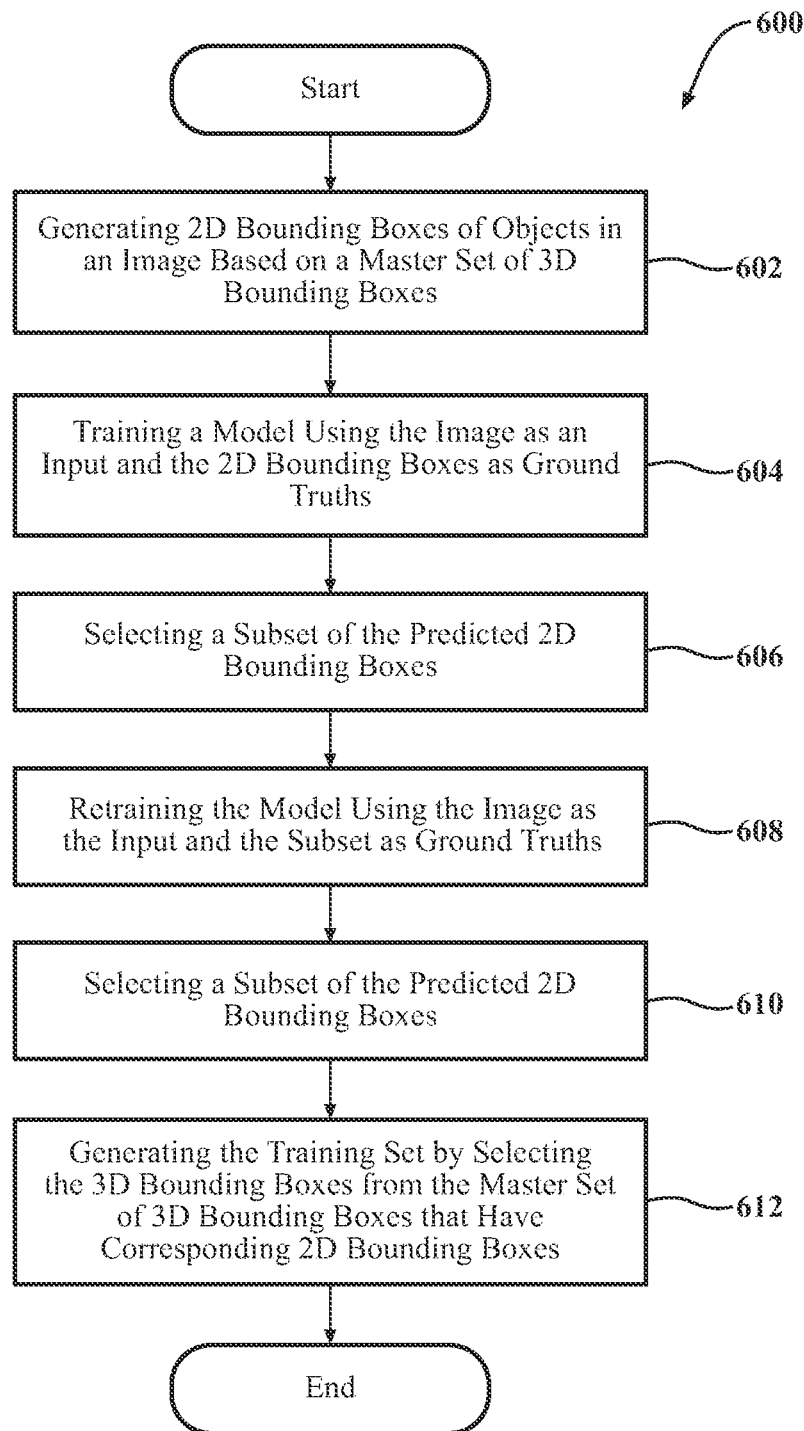 600
Start
Generating 2D Bounding Boxes of Objects in
an Image Based on a Master Set of 3D
Bounding Boxes
602
Training a Model Using the Image as an
Input and the 2D Bounding Boxes as Ground
Truths
604
Selecting a Subset of the Predicted 2D
Bounding Boxes
606
Retraining the Model Using the Image as
the Input and the Subset as Ground Truths
608
Selecting a Subset of the Predicted 2D
Bounding Boxes
610
Generating the Training Set by Selecting
the 3D Bounding Boxes from the Master Set
of 3D Bounding Boxes that Have
Corresponding 2D Bounding Boxes
612
End